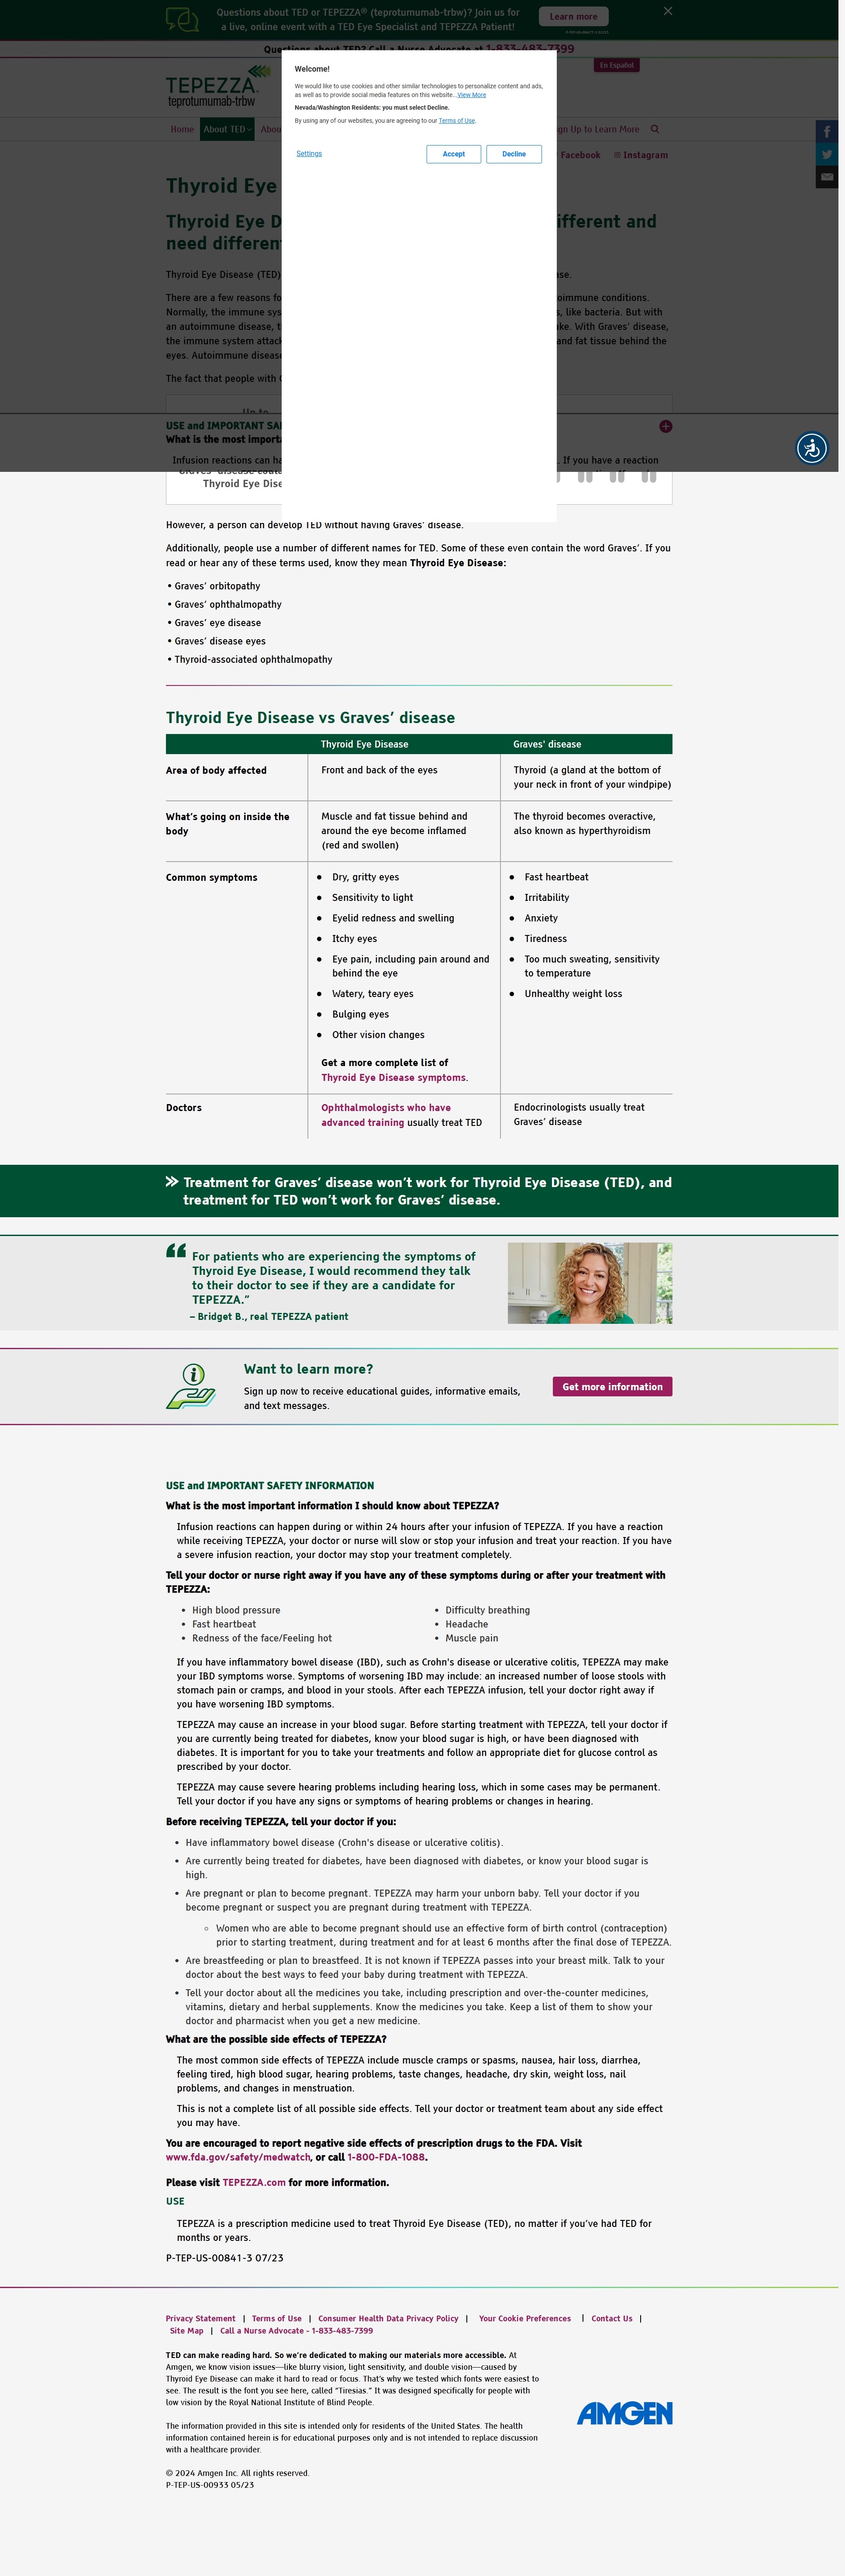 Questions about TED or TEPEZZA® (teprotumumab-trbw)? Join us for
a live, online event with a TED Eye Specialist and TEPEZZA Patient!
Learn more
Questions about TED? Call a Nurse Advocate at 1-833-483-7399
En Español
TEPEZZA
teprotumumab-trbw
Home
About TED
Abou
gn Up to Learn More
Facebook
Instagram
Welcome!
We would like to use cookies and other similar technologies to personalize content and ads,
as well as to provide social media features on this website...View More
Nevada/Washington Residents: you must select Decline.
By using any of our websites, you are agreeing to our Terms of Use.
Settings
Accept
Decline
Thyroid Eye
Thyroid Eye D ifferent and
need differen
Thyroid Eye Disease (TED) se.
There are a few reasons fo oimmune conditions.
Normally, the immune sys s, like bacteria. But with
an autoimmune disease, t ke. With Graves’ disease,
the immune system attack and fat tissue behind the
eyes. Autoimmune disease
The fact that people with G
Up to
USE and IMPORTANT SA
What is the most importa
Infusion reactions can ha If you have a reaction
Graves’ disease could
Thyroid Eye Dise
However, a person can develop TED without having Graves’ disease.
Additionally, people use a number of different names for TED. Some of these even contain the word Graves’. If you
read or hear any of these terms used, know they mean Thyroid Eye Disease:
• Graves’ orbitopathy
• Graves’ ophthalmopathy
• Graves’ eye disease
• Graves’ disease eyes
• Thyroid-associated ophthalmopathy
Thyroid Eye Disease vs Graves’ disease
Thyroid Eye Disease
Graves' disease
Area of body affected
Front and back of the eyes
Thyroid (a gland at the bottom of
your neck in front of your windpipe)
What’s going on inside the
body
Muscle and fat tissue behind and
around the eye become inflamed
(red and swollen)
The thyroid becomes overactive,
also known as hyperthyroidism
Common symptoms
● Dry, gritty eyes
● Sensitivity to light
● Eyelid redness and swelling
● Itchy eyes
● Eye pain, including pain around and
behind the eye
● Watery, teary eyes
● Bulging eyes
● Other vision changes
Get a more complete list of
Thyroid Eye Disease symptoms.
● Fast heartbeat
● Irritability
● Anxiety
● Tiredness
● Too much sweating, sensitivity
to temperature
● Unhealthy weight loss
Doctors
Ophthalmologists who have
advanced training usually treat TED
Endocrinologists usually treat
Graves’ disease
Treatment for Graves’ disease won’t work for Thyroid Eye Disease (TED), and
treatment for TED won’t work for Graves’ disease.
“ For patients who are experiencing the symptoms of
Thyroid Eye Disease, I would recommend they talk
to their doctor to see if they are a candidate for
TEPEZZA.”
– Bridget B., real TEPEZZA patient
Want to learn more?
Sign up now to receive educational guides, informative emails,
and text messages.
Get more information
USE and IMPORTANT SAFETY INFORMATION
What is the most important information I should know about TEPEZZA?
Infusion reactions can happen during or within 24 hours after your infusion of TEPEZZA. If you have a reaction
while receiving TEPEZZA, your doctor or nurse will slow or stop your infusion and treat your reaction. If you have
a severe infusion reaction, your doctor may stop your treatment completely.
Tell your doctor or nurse right away if you have any of these symptoms during or after your treatment with
TEPEZZA:
• High blood pressure
• Fast heartbeat
• Redness of the face/Feeling hot
• Difficulty breathing
• Headache
• Muscle pain
If you have inflammatory bowel disease (IBD), such as Crohn's disease or ulcerative colitis, TEPEZZA may make
your IBD symptoms worse. Symptoms of worsening IBD may include: an increased number of loose stools with
stomach pain or cramps, and blood in your stools. After each TEPEZZA infusion, tell your doctor right away if
you have worsening IBD symptoms.
TEPEZZA may cause an increase in your blood sugar. Before starting treatment with TEPEZZA, tell your doctor if
you are currently being treated for diabetes, know your blood sugar is high, or have been diagnosed with
diabetes. It is important for you to take your treatments and follow an appropriate diet for glucose control as
prescribed by your doctor.
TEPEZZA may cause severe hearing problems including hearing loss, which in some cases may be permanent.
Tell your doctor if you have any signs or symptoms of hearing problems or changes in hearing.
Before receiving TEPEZZA, tell your doctor if you:
• Have inflammatory bowel disease (Crohn's disease or ulcerative colitis).
• Are currently being treated for diabetes, have been diagnosed with diabetes, or know your blood sugar is
high.
• Are pregnant or plan to become pregnant. TEPEZZA may harm your unborn baby. Tell your doctor if you
become pregnant or suspect you are pregnant during treatment with TEPEZZA.
○ Women who are able to become pregnant should use an effective form of birth control (contraception)
prior to starting treatment, during treatment and for at least 6 months after the final dose of TEPEZZA.
• Are breastfeeding or plan to breastfeed. It is not known if TEPEZZA passes into your breast milk. Talk to your
doctor about the best ways to feed your baby during treatment with TEPEZZA.
• Tell your doctor about all the medicines you take, including prescription and over-the-counter medicines,
vitamins, dietary and herbal supplements. Know the medicines you take. Keep a list of them to show your
doctor and pharmacist when you get a new medicine.
What are the possible side effects of TEPEZZA?
The most common side effects of TEPEZZA include muscle cramps or spasms, nausea, hair loss, diarrhea,
feeling tired, high blood sugar, hearing problems, taste changes, headache, dry skin, weight loss, nail
problems, and changes in menstruation.
This is not a complete list of all possible side effects. Tell your doctor or treatment team about any side effect
you may have.
You are encouraged to report negative side effects of prescription drugs to the FDA. Visit
www.fda.gov/safety/medwatch, or call 1-800-FDA-1088.
Please visit TEPEZZA.com for more information.
USE
TEPEZZA is a prescription medicine used to treat Thyroid Eye Disease (TED), no matter if you’ve had TED for
months or years.
P-TEP-US-00841-3 07/23
Privacy Statement | Terms of Use | Consumer Health Data Privacy Policy | Your Cookie Preferences | Contact Us |
Site Map | Call a Nurse Advocate - 1-833-483-7399
TED can make reading hard. So we’re dedicated to making our materials more accessible. At
Amgen, we know vision issues—like blurry vision, light sensitivity, and double vision—caused by
Thyroid Eye Disease can make it hard to read or focus. That’s why we tested which fonts were easiest to
see. The result is the font you see here, called “Tiresias.” It was designed specifically for people with
low vision by the Royal National Institute of Blind People.
AMGEN
The information provided in this site is intended only for residents of the United States. The health
information contained herein is for educational purposes only and is not intended to replace discussion
with a healthcare provider.
© 2024 Amgen Inc. All rights reserved.
P-TEP-US-00933 05/23